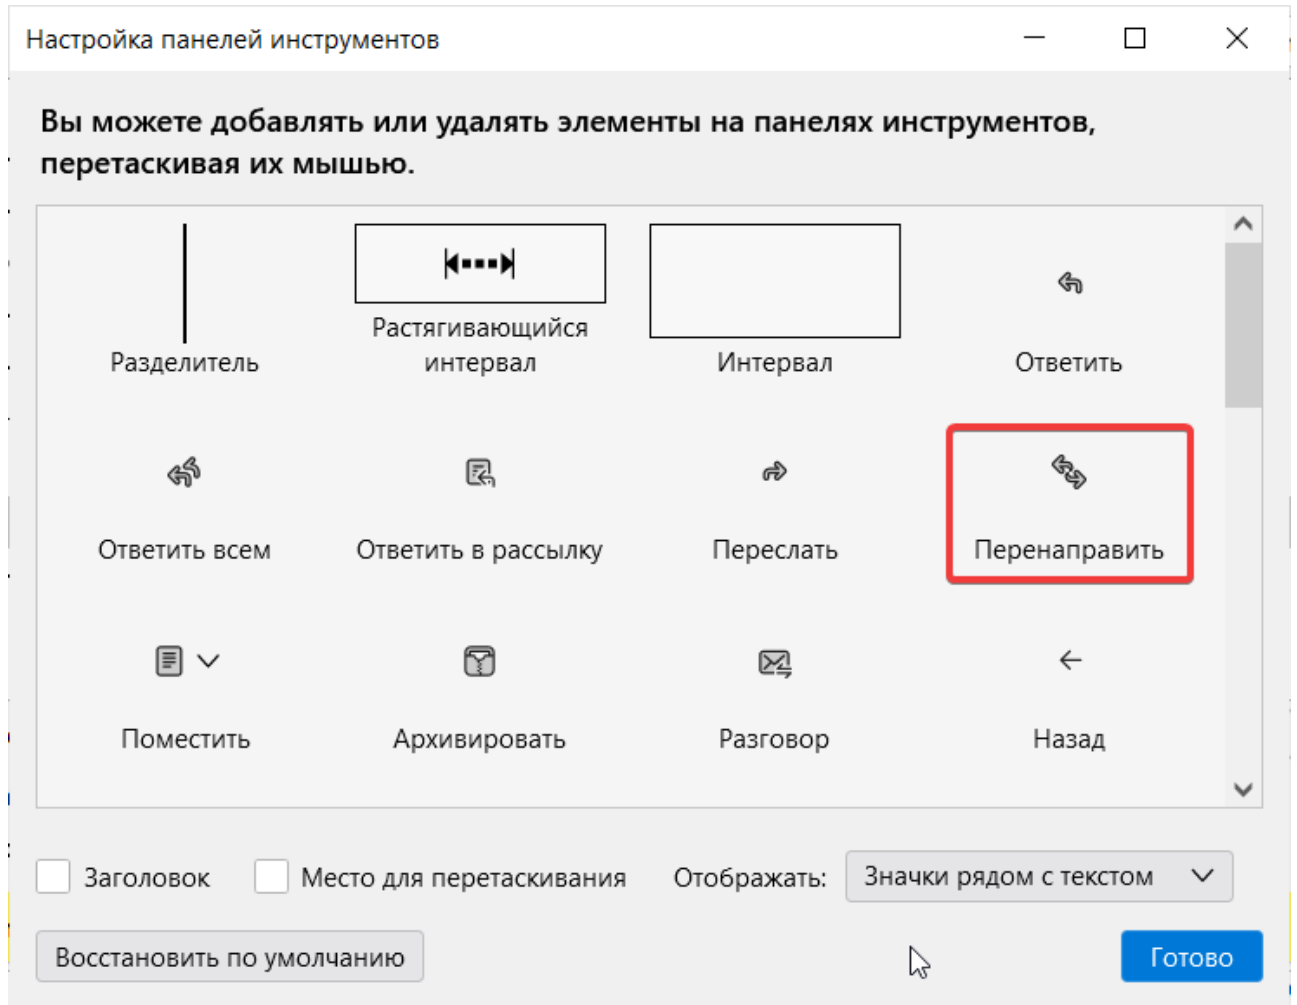 Настройка панелей инструментов
Вы можете добавлять или удалять элементы на панелях инструментов,
перетаскивая их мышью.
Разделитель
Растягивающийся
интервал
Интервал
Ответить
Ответить всем
Ответить в рассылку
Переслать
Перенаправить
Поместить
Архивировать
Разговор
Назад
Заголовок
Место для перетаскивания
Отображать:
Значки рядом с текстом
Восстановить по умолчанию
Готово